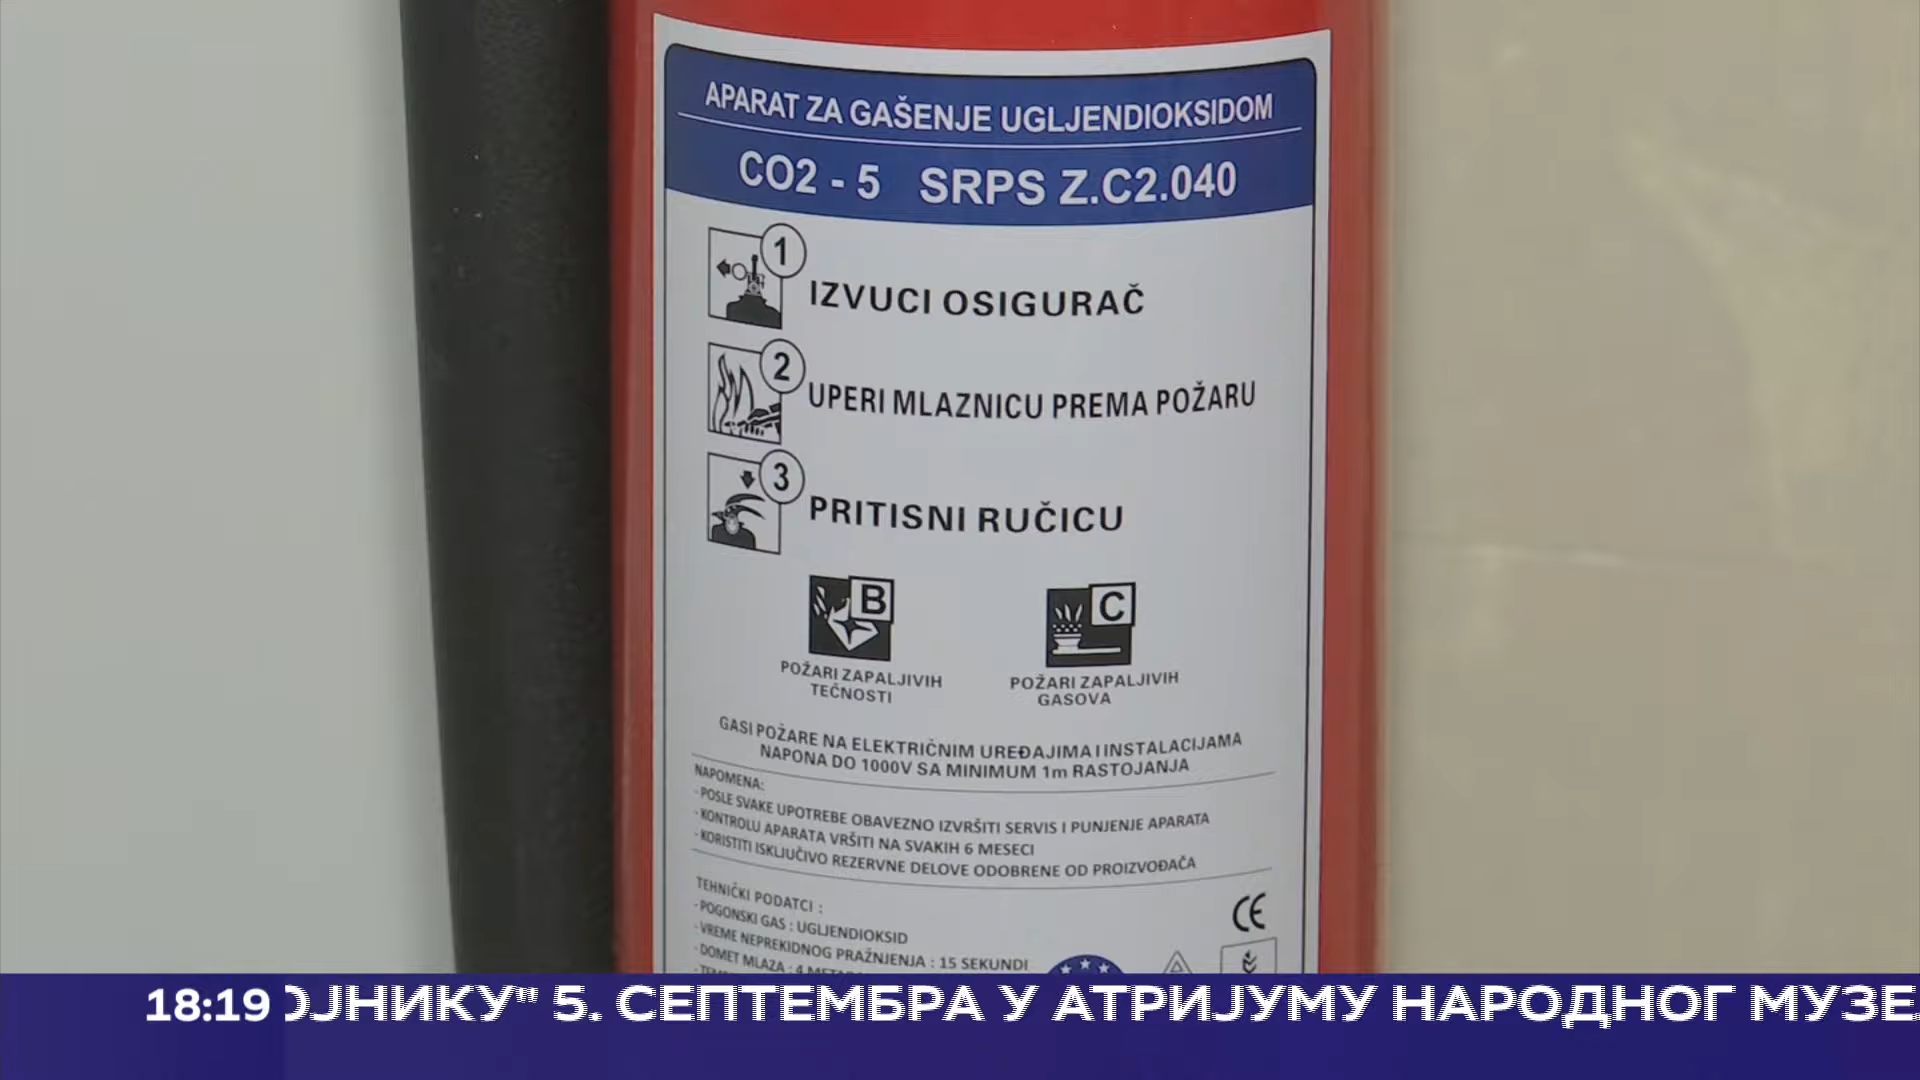 APARAT ZA GAŠENJE UGLJENDIOKSIDOM
CO2 - 5 SRPS Z.C2.040
1
IZVUCI OSIGURAČ
2
UPERI MLAZNICU PREMA POŽARU
3
PRITISNI RUČICU
B
POŽARI ZAPALJIVIH
TEČNOSTI
C
POŽARI ZAPALJIVIH
GASOVA
GASI POŽARE NA ELEKTRIČNIM UREĐAJIMA I INSTALACIJAMA
NAPONA DO 1000V SA MINIMUM 1m RASTOJANJA
NAPOMENA:
- POSLE SVAKE UPOTREBE OBAVEZNO IZVRŠITI SERVIS I PUNJENJE APARATA
- KONTROLU APARATA VRŠITI NA SVAKIH 6 MESECI
- KORISTITI ISKLJUČIVO REZERVNE DELOVE ODOBRENE OD PROIZVOĐAČA
TEHNIČKI PODATCI :
- POGONSKI GAS : UGLJENDIOKSID
- VREME NEPREKIDNOG PRAŽNJENJA : 15 SEKUNDI
- DOMET MLAZA : 4
CE
18:19 ОЈНИКУ" 5. СЕПТЕМБРА У АТРИЈУМУ НАРОДНОГ МУЗЕ